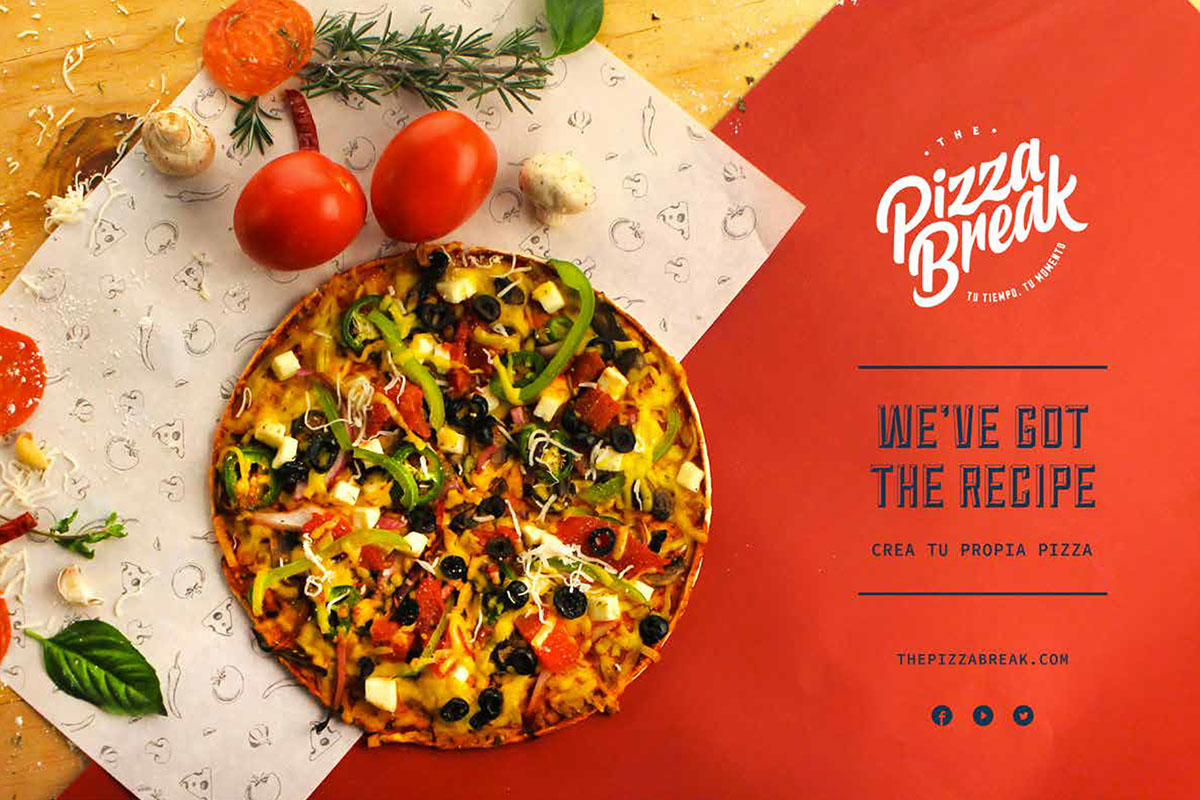 • THE •
Pizza
Break
TU TIEMPO. TU MOMENTO
WE'VE GOT
THE RECIPE
CREA TU PROPIA PIZZA
THEPIZZABREAK.COM